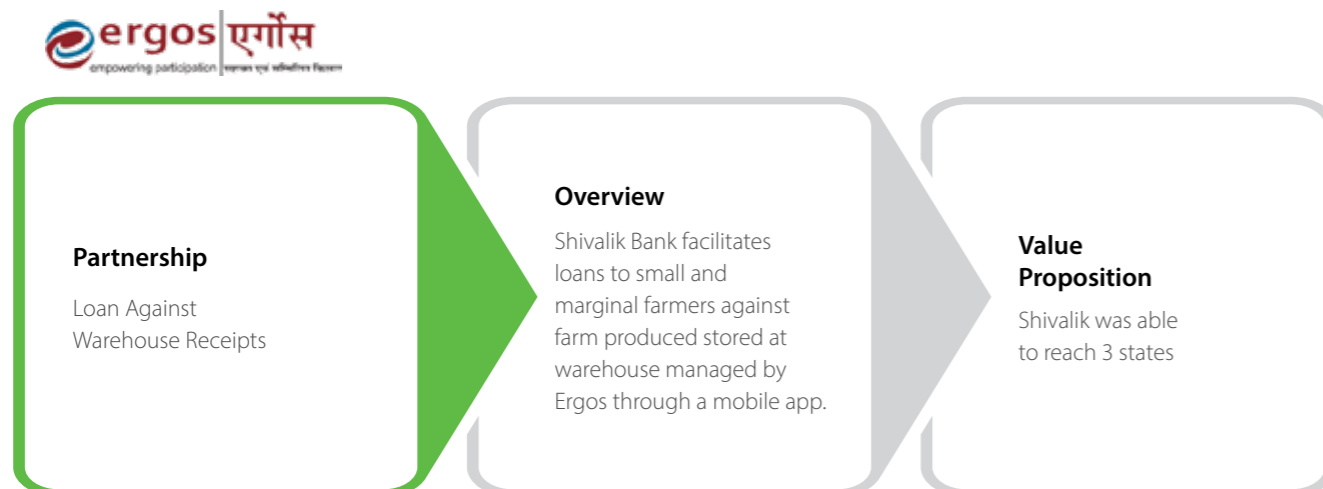 ergos एर्गोस
empowering participation
Partnership
Loan Against
Warehouse Receipts
Overview
Shivalik Bank facilitates
loans to small and
marginal farmers against
farm produced stored at
warehouse managed by
Ergos through a mobile app.
Value
Proposition
Shivalik was able
to reach 3 states